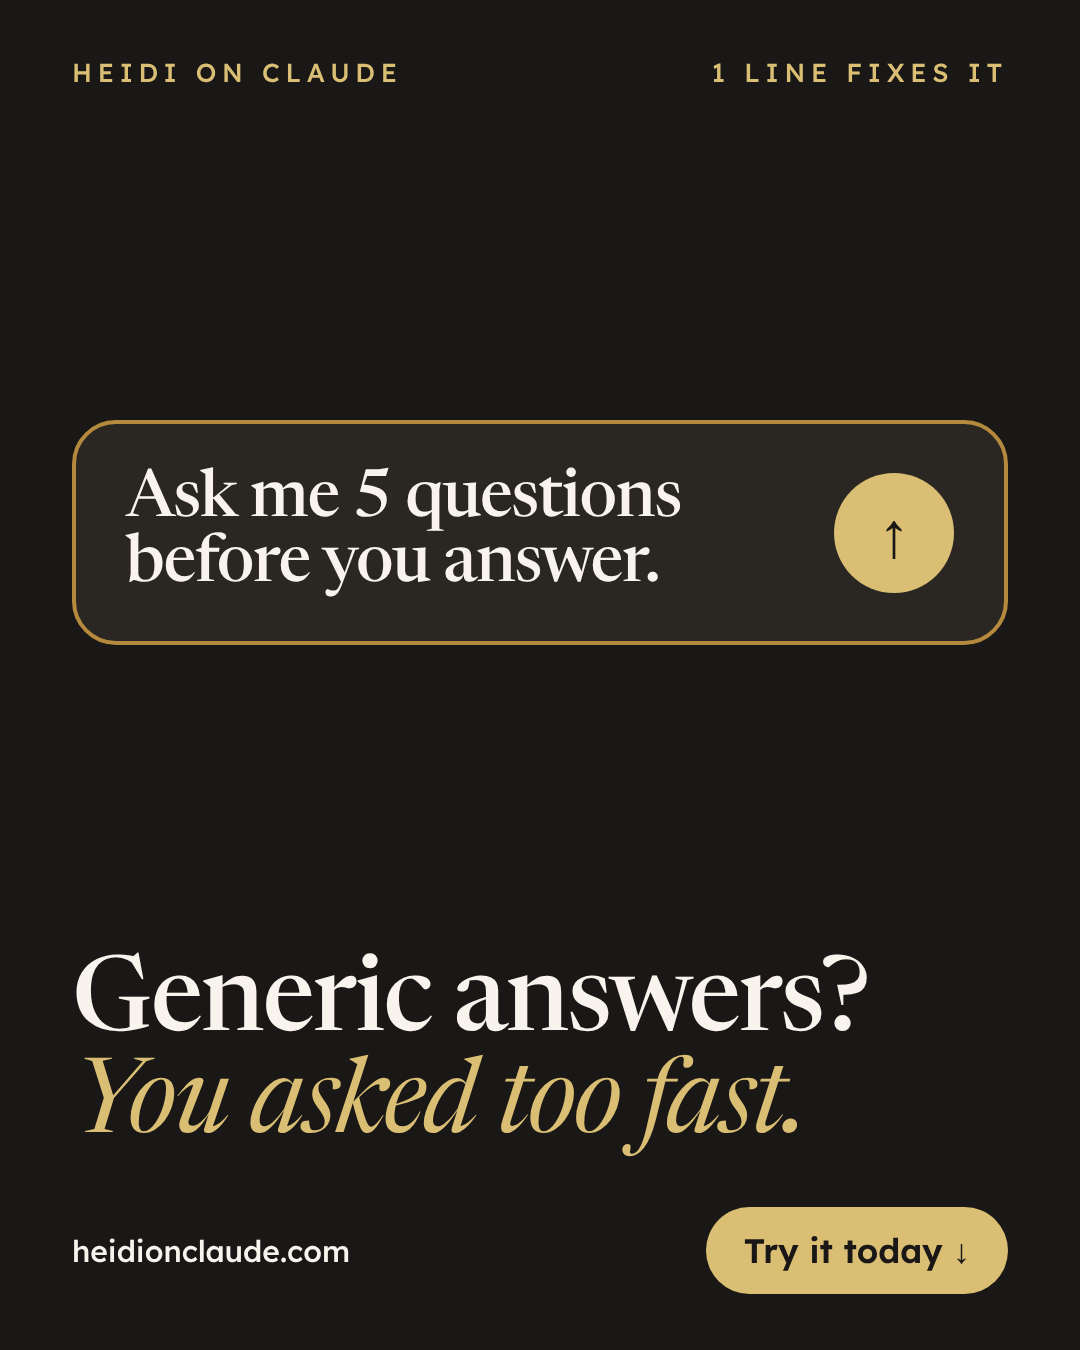 HEIDI ON CLAUDE
1 LINE FIXES IT
Ask me 5 questions
before you answer.
↑
Generic answers?
You asked too fast.
heidionclaude.com
Try it today ↓